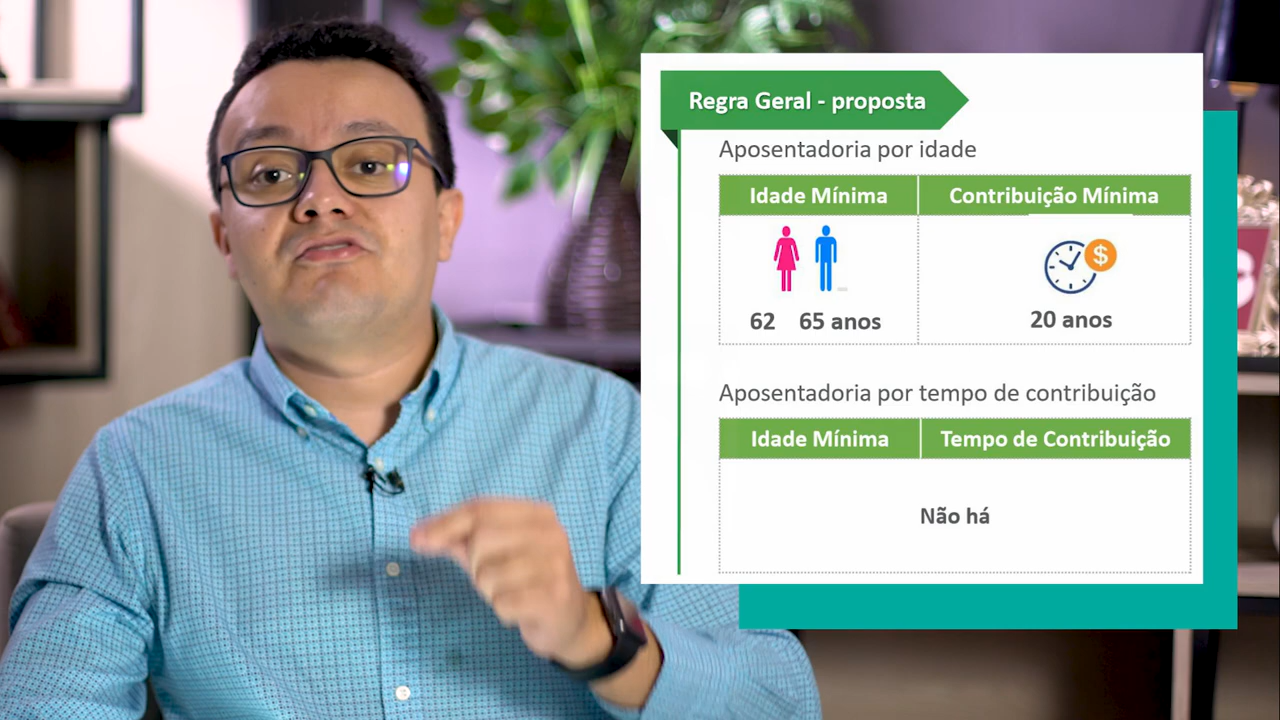 Regra Geral - proposta
Aposentadoria por idade
Idade Mínima Contribuição Mínima
$
62 65 anos 20 anos
Aposentadoria por tempo de contribuição
Idade Mínima Tempo de Contribuição
Não há